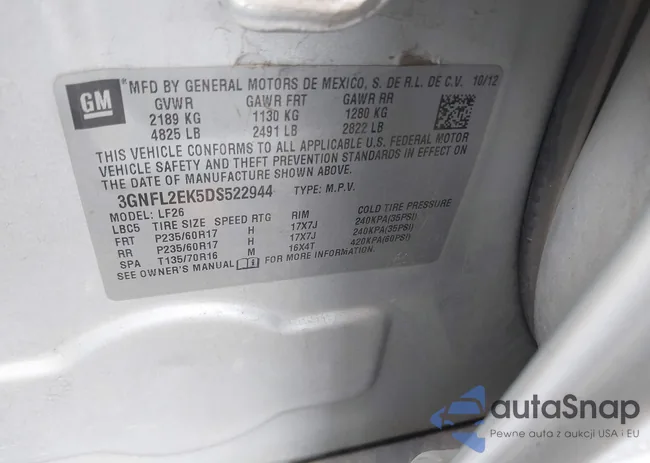 GM
*MFD BY GENERAL MOTORS DE MEXICO, S. DE R.L. DE C.V. 10/12
GVWR GAWR FRT GAWR RR
2189 KG 1130 KG 1280 KG
4825 LB 2491 LB 2822 LB
THIS VEHICLE CONFORMS TO ALL APPLICABLE U.S. FEDERAL MOTOR
VEHICLE SAFETY AND THEFT PREVENTION STANDARDS IN EFFECT ON
THE DATE OF MANUFACTURE SHOWN ABOVE.
3GNFL2EK5DS522944 TYPE: M.P.V.
MODEL: LF26
LBC5 TIRE SIZE SPEED RTG RIM COLD TIRE PRESSURE
FRT P235/60R17 H 17X7J 240KPA(35PSI)
RR P235/60R17 H 17X7J 240KPA(35PSI)
SPA T135/70R16 M 16X4T 420KPA(60PSI)
SEE OWNER'S MANUAL FOR MORE INFORMATION.
autaSnap
Pewne auta z aukcji USA i EU